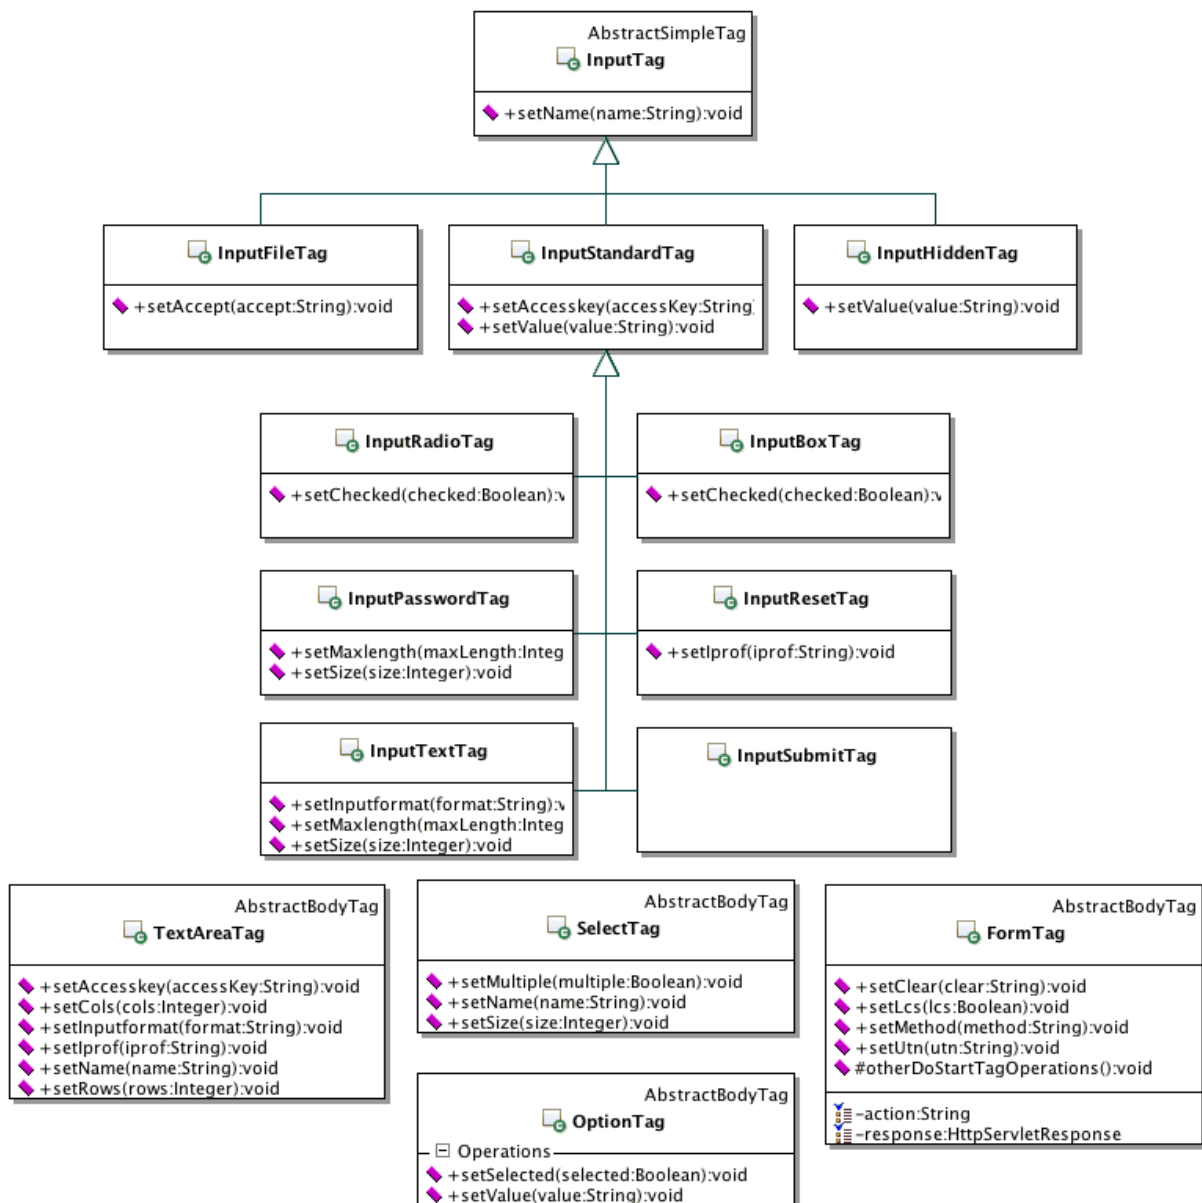 AbstractSimpleTag
InputTag
+setName(name:String):void
InputFileTag
+setAccept(accept:String):void
InputStandardTag
+setAccesskey(accessKey:String)
+setValue(value:String):void
InputHiddenTag
+setValue(value:String):void
InputRadioTag
+setChecked(checked:Boolean):v
InputBoxTag
+setChecked(checked:Boolean):v
InputPasswordTag
+setMaxlength(maxLength:Integ
+setSize(size:Integer):void
InputResetTag
+setIprof(iprof:String):void
InputTextTag
+setInputformat(format:String):v
+setMaxlength(maxLength:Integ
+setSize(size:Integer):void
InputSubmitTag
AbstractBodyTag
TextAreaTag
+setAccesskey(accessKey:String):void
+setCols(cols:Integer):void
+setInputformat(format:String):void
+setIprof(iprof:String):void
+setName(name:String):void
+setRows(rows:Integer):void
AbstractBodyTag
SelectTag
+setMultiple(multiple:Boolean):void
+setName(name:String):void
+setSize(size:Integer):void
AbstractBodyTag
FormTag
+setClear(clear:String):void
+setLcs(lcs:Boolean):void
+setMethod(method:String):void
+setUtn(utn:String):void
#otherDoStartTagOperations():void
-action:String
-response:HttpServletResponse
AbstractBodyTag
OptionTag
Operations
+setSelected(selected:Boolean):void
+setValue(value:String):void